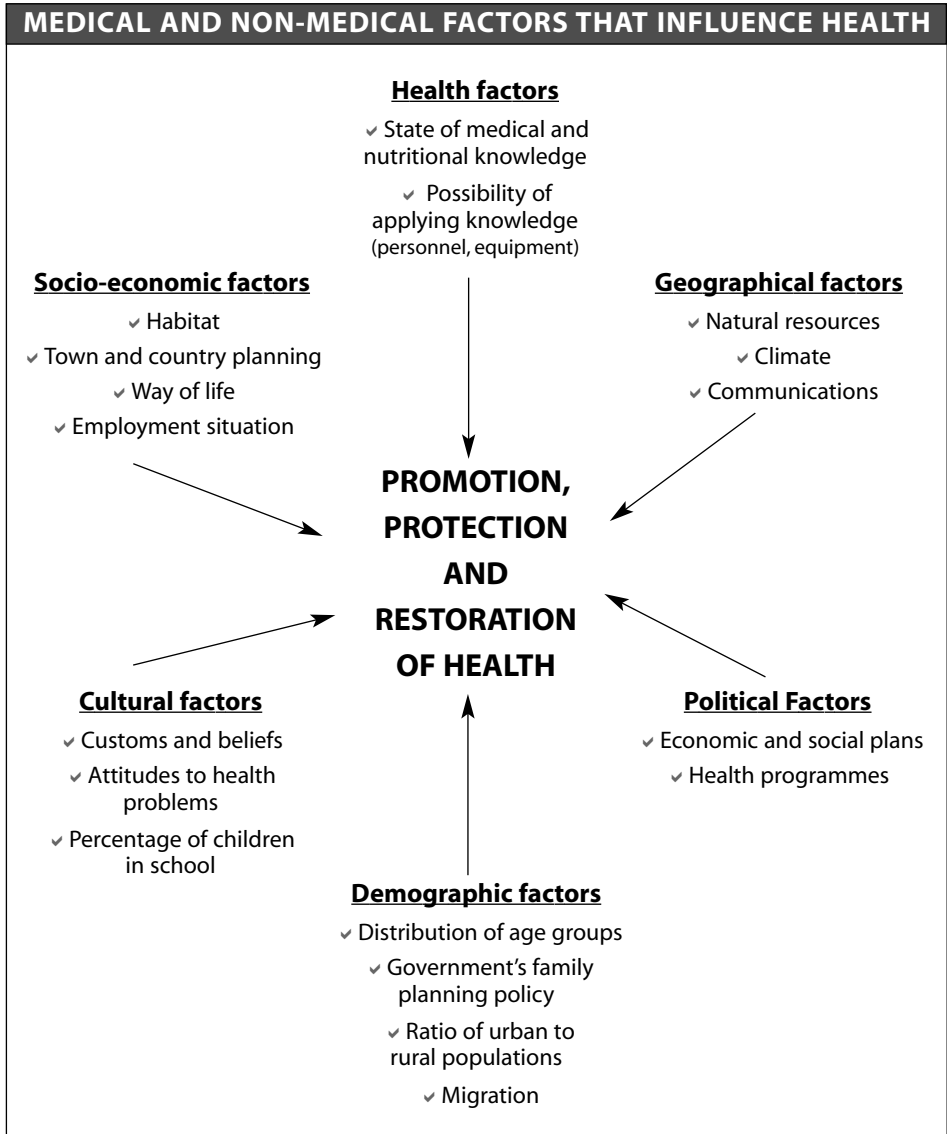 MEDICAL AND NON-MEDICAL FACTORS THAT INFLUENCE HEALTH
Health factors
✓ State of medical and
nutritional knowledge
✓ Possibility of
applying knowledge
(personnel, equipment)
Socio-economic factors
✓ Habitat
✓ Town and country planning
✓ Way of life
✓ Employment situation
Geographical factors
✓ Natural resources
✓ Climate
✓ Communications
PROMOTION,
PROTECTION
AND
RESTORATION
OF HEALTH
Cultural factors
✓ Customs and beliefs
✓ Attitudes to health
problems
✓ Percentage of children
in school
Political Factors
✓ Economic and social plans
✓ Health programmes
Demographic factors
✓ Distribution of age groups
✓ Government's family
planning policy
✓ Ratio of urban to
rural populations
✓ Migration